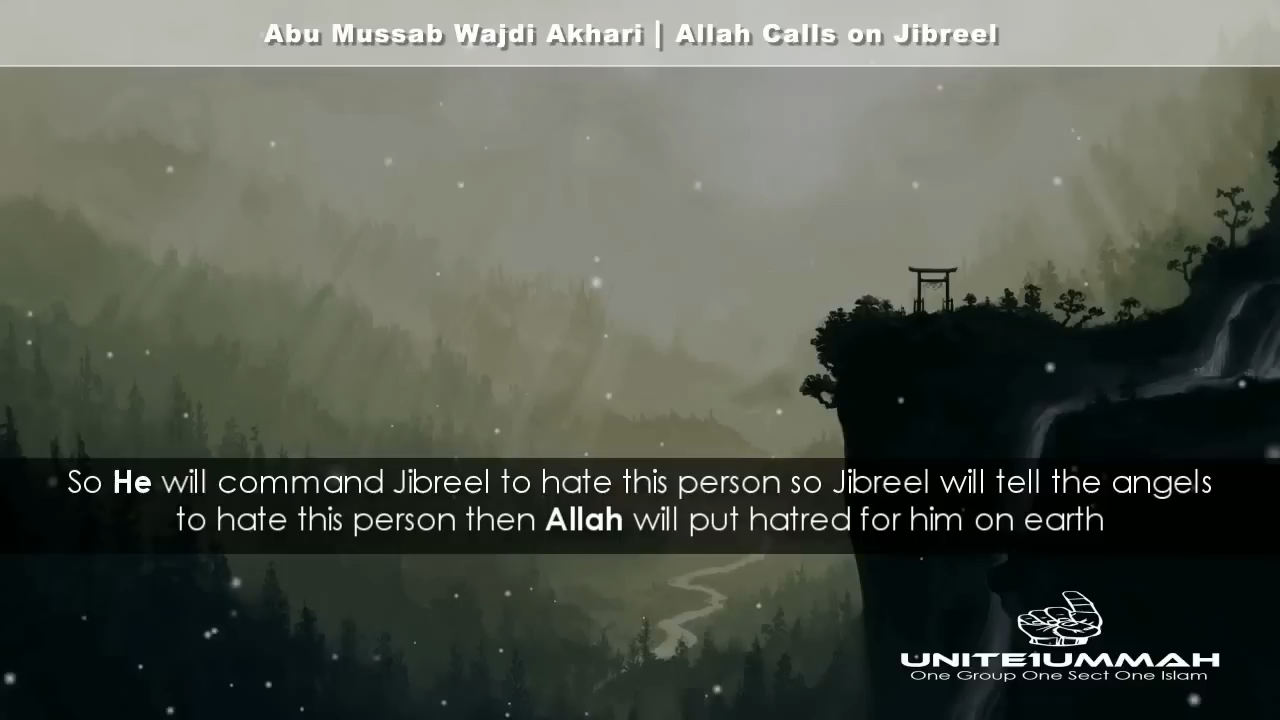 Abu Mussab Wajdi Akhari | Allah Calls on Jibreel
So He will command Jibreel to hate this person so Jibreel will tell the angels
to hate this person then Allah will put hatred for him on earth
UNITE1UMMAH
One Group One Sect One Islam